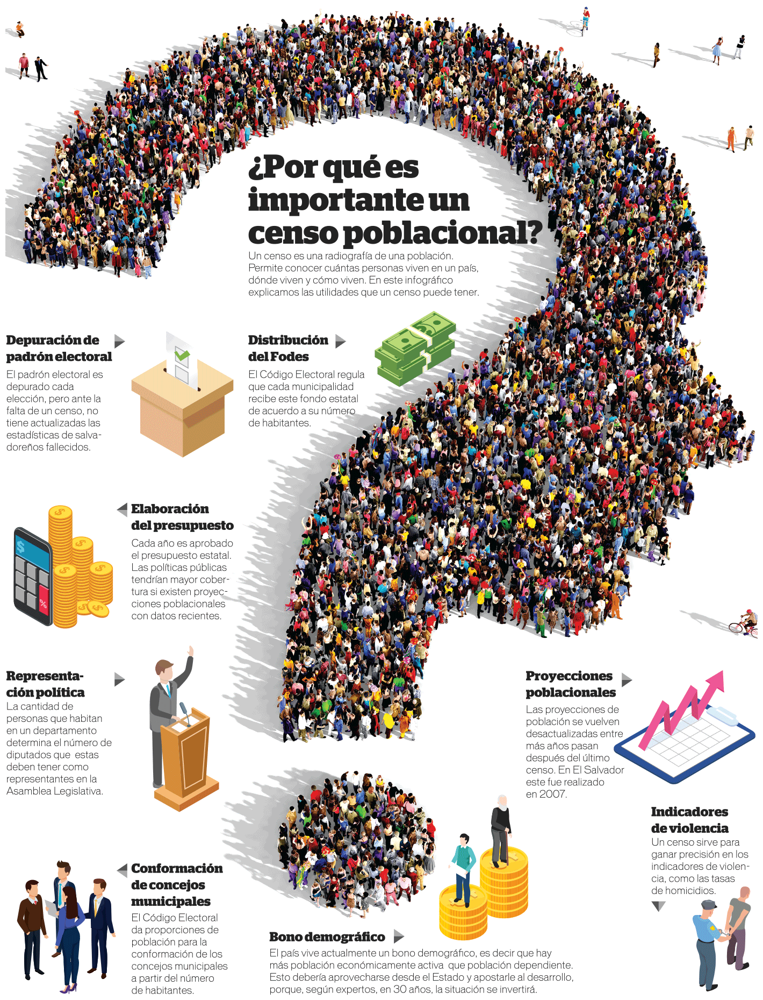 ¿Por qué es
importante un
censo poblacional?
Un censo es una radiografía de una población.
Permite conocer cuántas personas viven en un país,
dónde viven y cómo viven. En este infográfico
explicamos las utilidades que un censo puede tener.
Depuración de
padrón electoral
El padrón electoral es
depurado cada
elección, pero ante la
falta de un censo, no
tiene actualizadas las
estadísticas de salva-
doreños fallecidos.
Distribución
del Fodes
El Código Electoral regula
que cada municipalidad
recibe este fondo estatal
de acuerdo a su número
de habitantes.
$
%
Elaboración
del presupuesto
Cada año es aprobado
el presupuesto estatal.
Las políticas públicas
tendrían mayor cober-
tura si existen proyec-
ciones poblacionales
con datos recientes.
Representa-
ción política
La cantidad de
personas que habitan
en un departamento
determina el número de
diputados que estas
deben tener como
representantes en la
Asamblea Legislativa.
Proyecciones
poblacionales
Las proyecciones de
población se vuelven
desactualizadas entre
más años pasan
después del último
censo. En El Salvador
este fue realizado
en 2007.
Indicadores
de violencia
Un censo sirve para
ganar precisión en los
indicadores de violen-
cia, como las tasas
de homicidios.
Conformación
de concejos
municipales
El Código Electoral
da proporciones de
población para la
conformación de los
concejos municipales
a partir del número
de habitantes.
Bono demográfico
El país vive actualmente un bono demográfico, es decir que hay
más población económicamente activa que población dependiente.
Esto debería aprovecharse desde el Estado y apostarle al desarrollo,
porque, según expertos, en 30 años, la situación se invertirá.